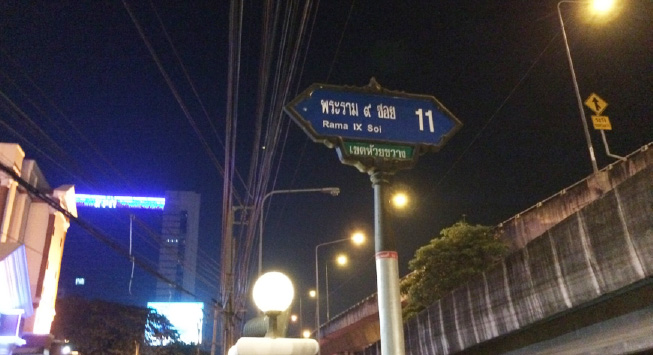 พระราม ๙ ซอย 11
Rama IX Soi
เขตห้วยขวาง